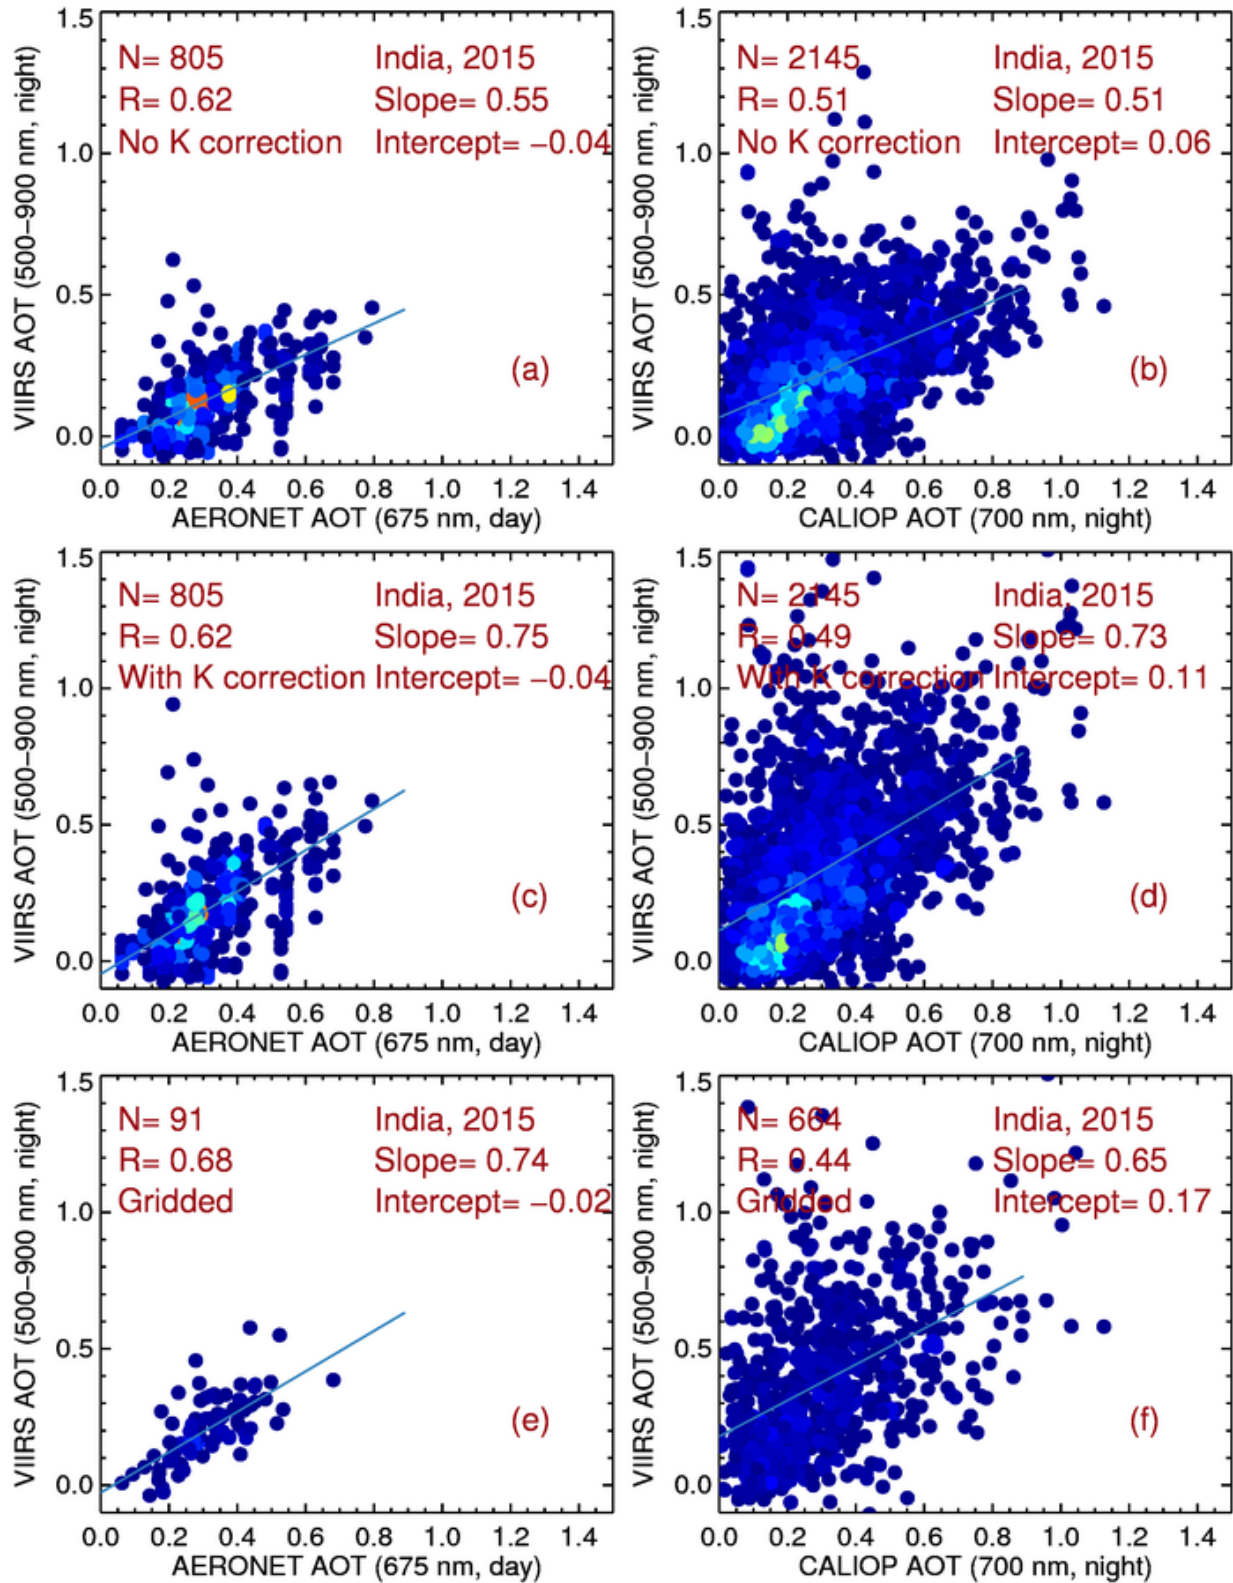 1.5
N= 805
India, 2015
R= 0.62
Slope= 0.55
No K correction
Intercept= −0.04
1.0
0.5
0.0
VIIRS AOT (500−900 nm, night)
(a)
0.0 0.2 0.4 0.6 0.8 1.0 1.2 1.4
AERONET AOT (675 nm, day)
1.5
N= 2145
India, 2015
R= 0.51
Slope= 0.51
No K correction
Intercept= 0.06
1.0
0.5
0.0
VIIRS AOT (500−900 nm, night)
(b)
0.0 0.2 0.4 0.6 0.8 1.0 1.2 1.4
CALIOP AOT (700 nm, night)
1.5
N= 805
India, 2015
R= 0.62
Slope= 0.75
With K correction
Intercept= −0.04
1.0
0.5
0.0
VIIRS AOT (500−900 nm, night)
(c)
0.0 0.2 0.4 0.6 0.8 1.0 1.2 1.4
AERONET AOT (675 nm, day)
1.5
N= 2145
India, 2015
R= 0.49
Slope= 0.73
With K correction
Intercept= 0.11
1.0
0.5
0.0
VIIRS AOT (500−900 nm, night)
(d)
0.0 0.2 0.4 0.6 0.8 1.0 1.2 1.4
CALIOP AOT (700 nm, night)
1.5
N= 91
India, 2015
R= 0.68
Slope= 0.74
Gridded
Intercept= −0.02
1.0
0.5
0.0
VIIRS AOT (500−900 nm, night)
(e)
0.0 0.2 0.4 0.6 0.8 1.0 1.2 1.4
AERONET AOT (675 nm, day)
1.5
N= 664
India, 2015
R= 0.44
Slope= 0.65
Gridded
Intercept= 0.17
1.0
0.5
0.0
VIIRS AOT (500−900 nm, night)
(f)
0.0 0.2 0.4 0.6 0.8 1.0 1.2 1.4
CALIOP AOT (700 nm, night)